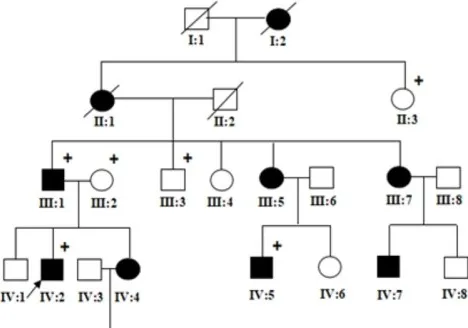 I:1 I:2
+
II:1 II:2 II:3
+ + +
III:1 III:2 III:3 III:4 III:5 III:6 III:7 III:8
+ +
IV:1 IV:2 IV:3 IV:4 IV:5 IV:6 IV:7 IV:8